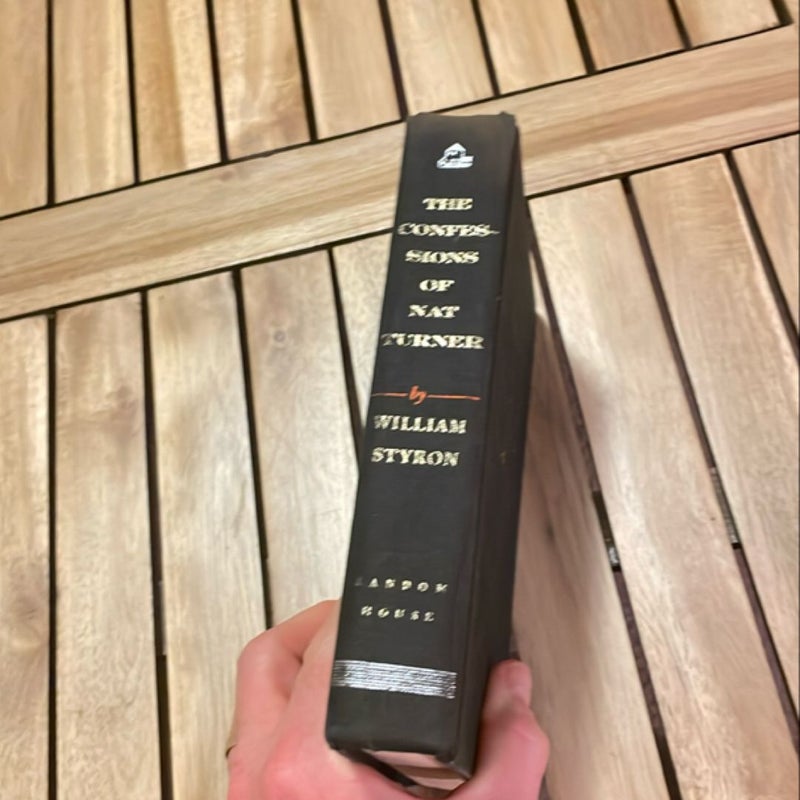 THE
CONFES-
SIONS
OF
NAT
TURNER
by
WILLIAM
STYRON
RANDOM
HOUSE